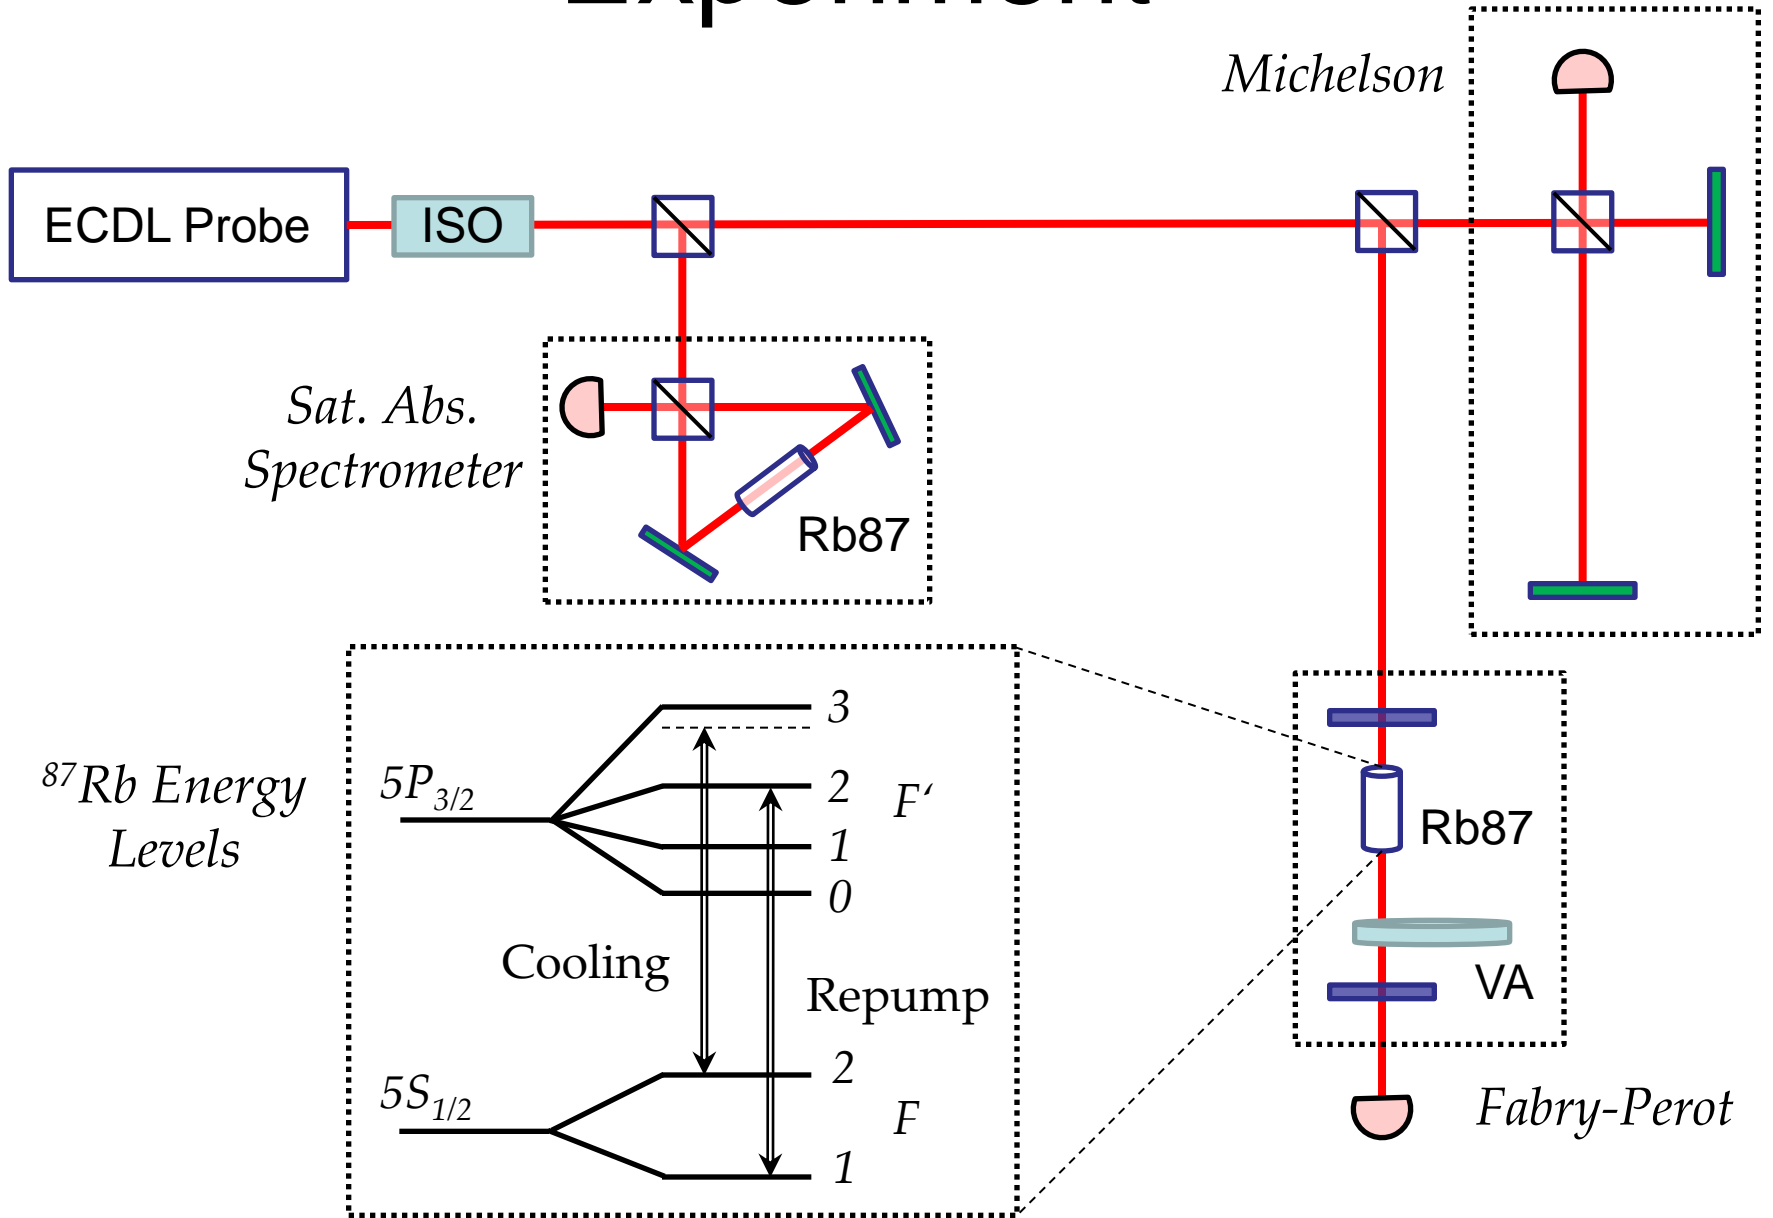 Experiment
Michelson
ECDL Probe
ISO
Sat. Abs.
Spectrometer
Rb87
⁸⁷Rb Energy
Levels
5P3/2
3
2
1
0
F‘
Cooling
Repump
5S1/2
2
1
F
Rb87
VA
Fabry-Perot